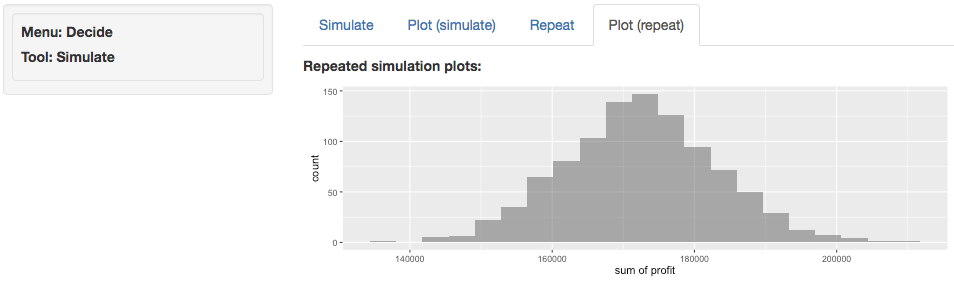 Menu: Decide
Tool: Simulate
Simulate Plot (simulate) Repeat Plot (repeat)
Repeated simulation plots:
150
100
50
0
count
140000 160000 180000 200000
sum of profit